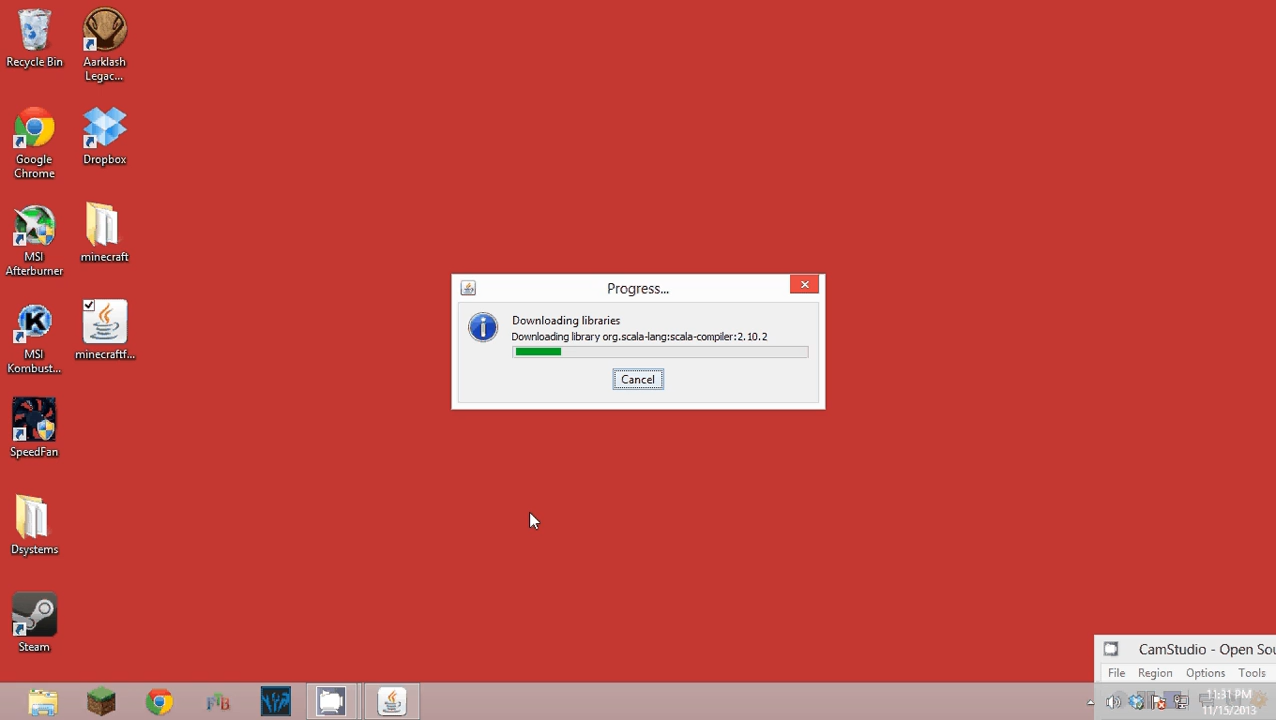 Recycle Bin
Aarklash
Legac...
Google
Chrome
Dropbox
MSI
Afterburner
minecraft
MSI
Kombust...
minecraftf...
SpeedFan
Dsystems
Steam
Progress...
Downloading libraries
Downloading library org.scala-lang:scala-compiler:2.10.2
Cancel
CamStudio - Open Sou
File Region Options Tools
FTB
11:31 PM
11/15/2013